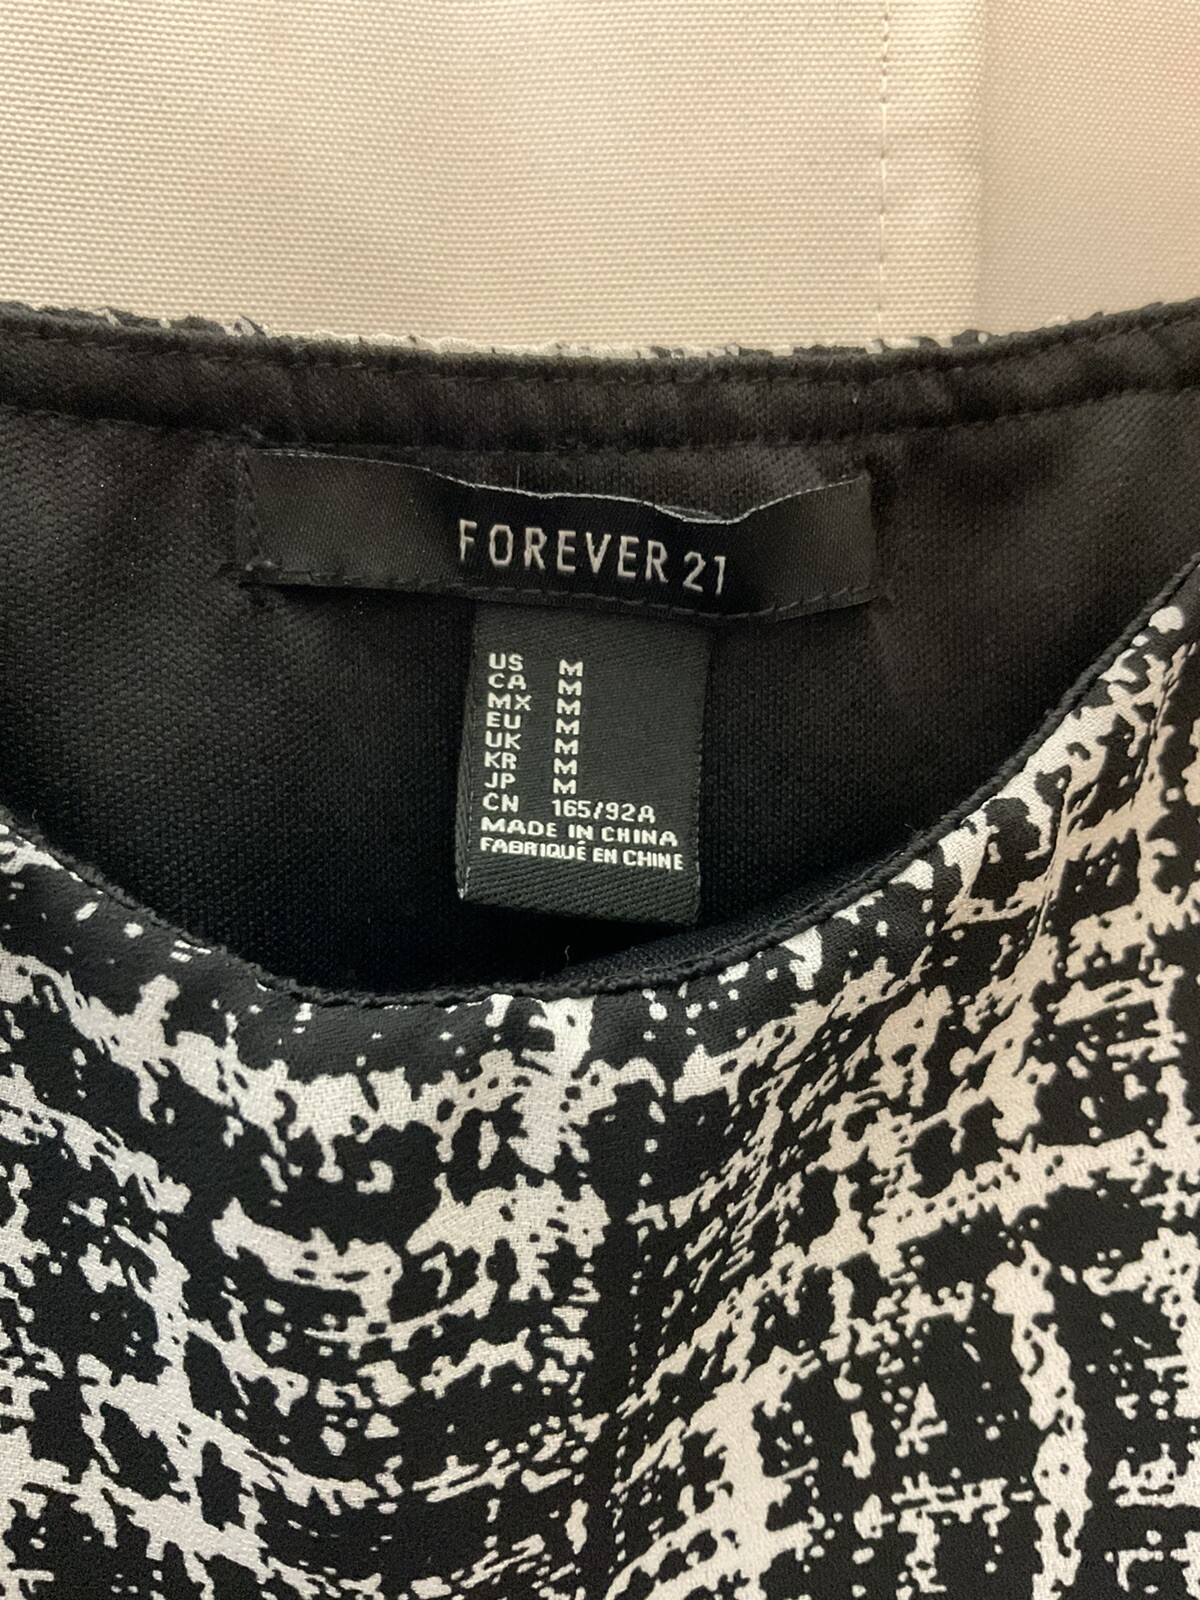 FOREVER 21
US M
CA M
MX M
EU M
UK M
KR M
JP M
CN 165/92A
MADE IN CHINA
FABRIQUÉ EN CHINE